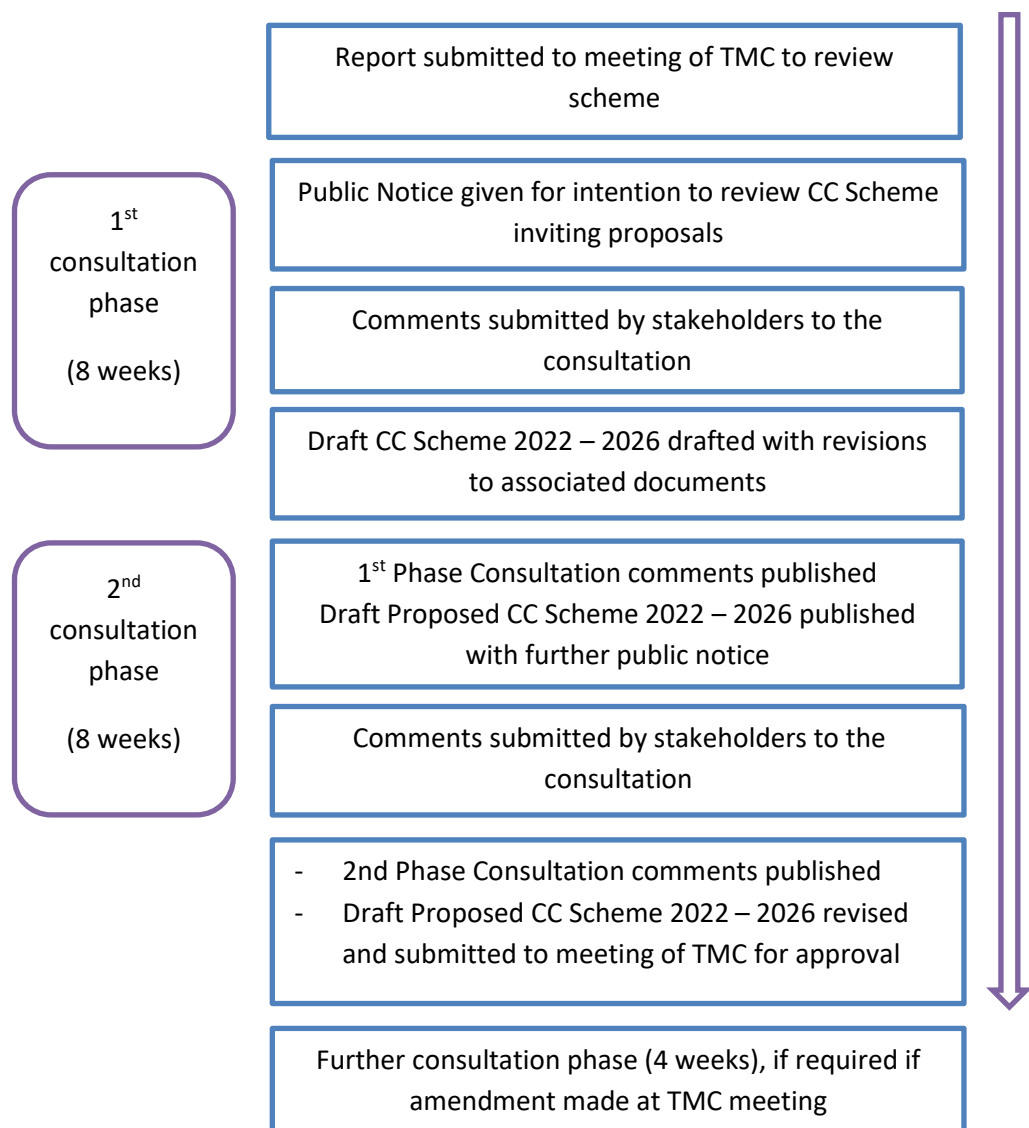 Report submitted to meeting of TMC to review
scheme
Public Notice given for intention to review CC Scheme
inviting proposals
1st
consultation
phase
(8 weeks)
Comments submitted by stakeholders to the
consultation
Draft CC Scheme 2022 – 2026 drafted with revisions
to associated documents
2nd
consultation
phase
(8 weeks)
1st Phase Consultation comments published
Draft Proposed CC Scheme 2022 – 2026 published
with further public notice
Comments submitted by stakeholders to the
consultation
- 2nd Phase Consultation comments published
- Draft Proposed CC Scheme 2022 – 2026 revised
and submitted to meeting of TMC for approval
Further consultation phase (4 weeks), if required if
amendment made at TMC meeting